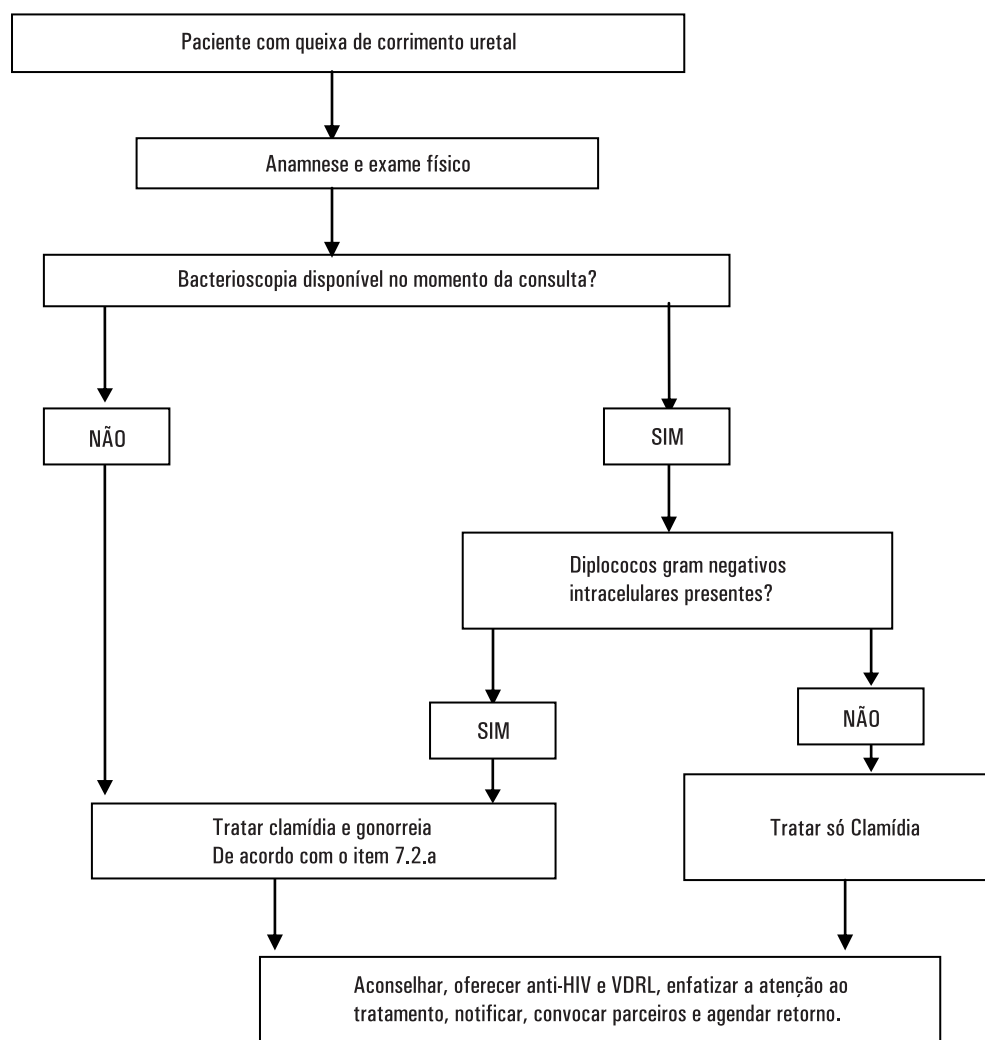 Paciente com queixa de corrimento uretal
Anamnese e exame físico
Bacterioscopia disponível no momento da consulta?
NÃO
SIM
Diplococos gram negativos
intracelulares presentes?
SIM
NÃO
Tratar clamídia e gonorreia
De acordo com o item 7.2.a
Tratar só Clamídia
Aconselhar, oferecer anti-HIV e VDRL, enfatizar a atenção ao
tratamento, notificar, convocar parceiros e agendar retorno.